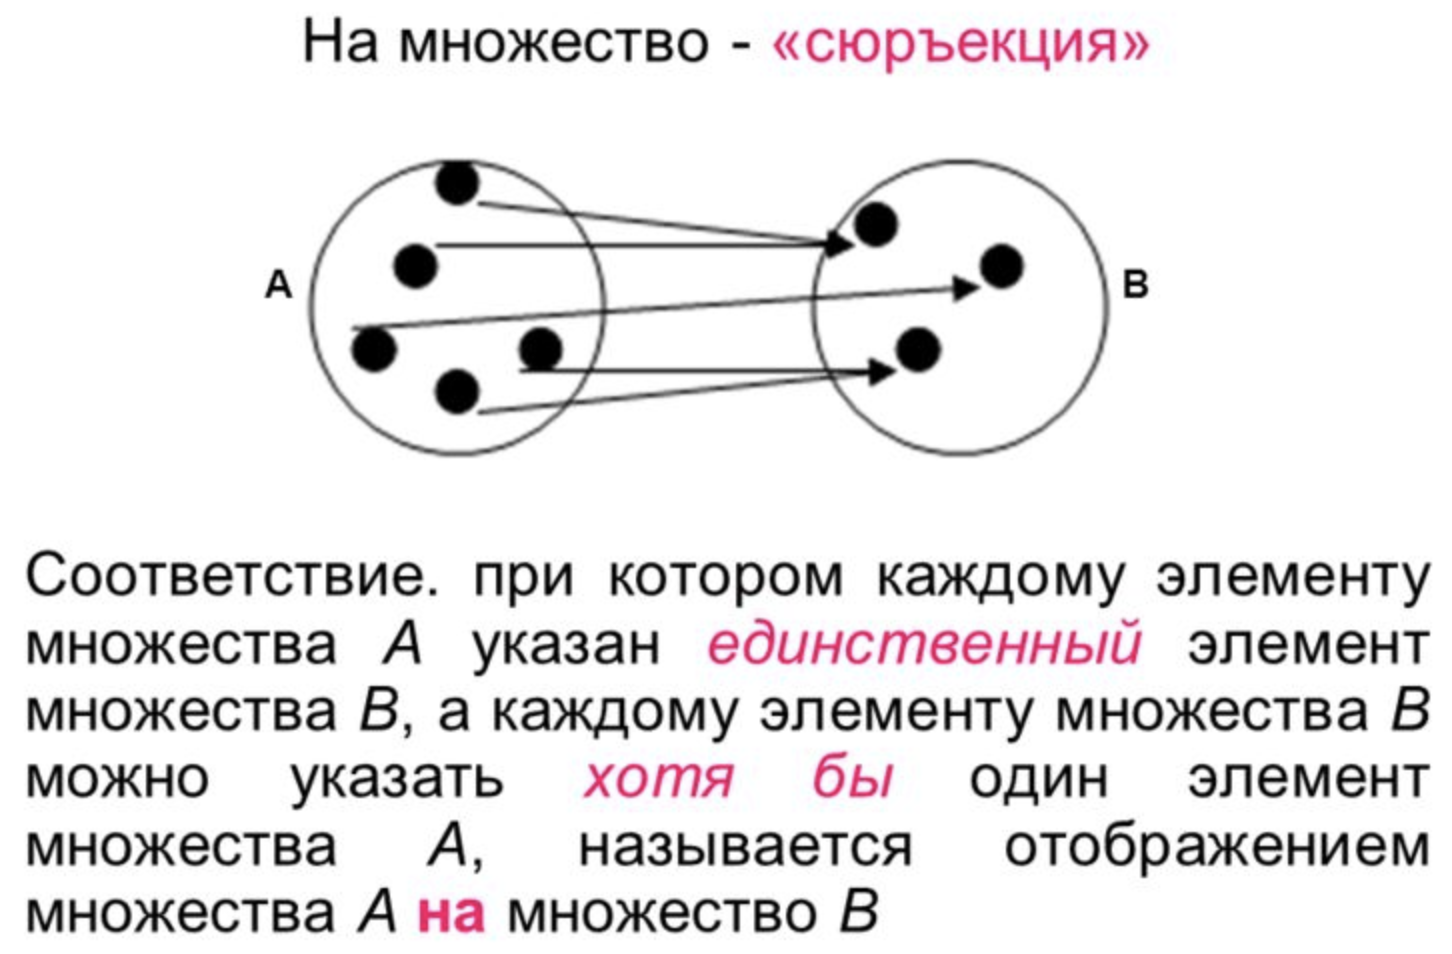 На множество - «сюръекция»
А
В
Соответствие. при котором каждому элементу
множества А указан единственный элемент
множества В, а каждому элементу множества В
можно указать хотя бы один элемент
множества А, называется отображением
множества А на множество В